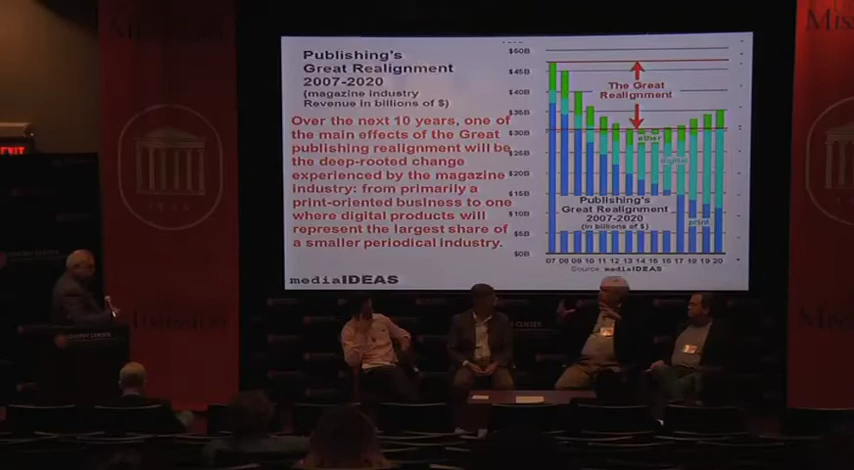 Publishing's
Great Realignment
2007-2020
(magazine industry
Revenue in billions of $)
Over the next 10 years, one of
the main effects of the Great
publishing realignment will be
the deep-rooted change
experienced by the magazine
industry: from primarily a
print-oriented business to one
where digital products will
represent the largest share of
a smaller periodical industry.
mediaIDEAS
$50B
$45B
$40B
$35B
$30B
$25B
$20B
$15B
$10B
$5B
$0B
The Great
Realignment
other
digital
print
Publishing's
Great Realignment
2007-2020
(in billions of $)
07 08 09 10 11 12 13 14 15 16 17 18 19 20
Source: mediaIDEAS
EXIT